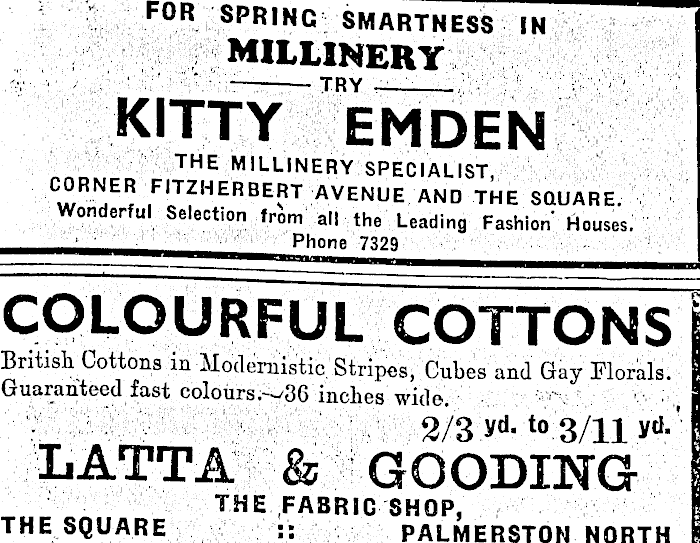 FOR SPRING SMARTNESS IN
MILLINERY
TRY
KITTY EMDEN
THE MILLINERY SPECIALIST,
CORNER FITZHERBERT AVENUE AND THE SQUARE.
Wonderful Selection from all the Leading Fashion Houses.
Phone 7329
COLOURFUL COTTONS
British Cottons in Modernistic Stripes, Cubes and Gay Florals.
Guaranteed fast colours.—36 inches wide.
2/3 yd. to 3/11 yd.
LATTA & GOODING
THE FABRIC SHOP,
THE SQUARE :: PALMERSTON NORTH